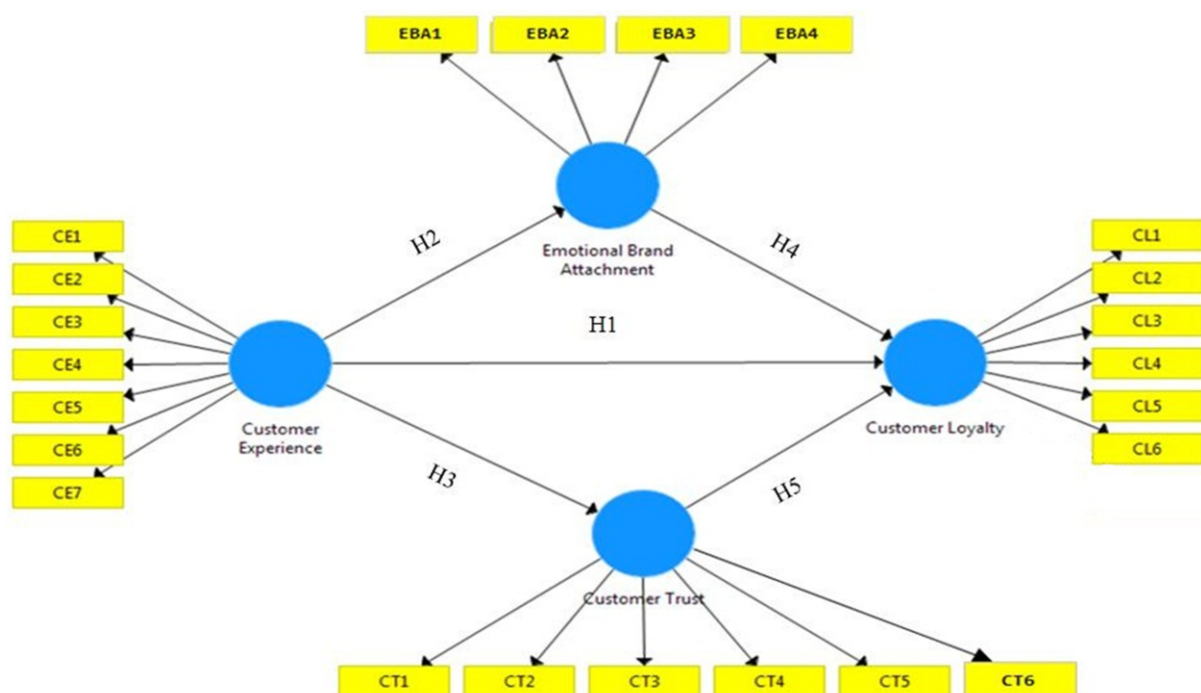 EBA1
EBA2
EBA3
EBA4
Emotional Brand
Attachment
H2
H4
H1
CE1
CE2
CE3
CE4
CE5
CE6
CE7
Customer
Experience
CL1
CL2
CL3
CL4
CL5
CL6
Customer Loyalty
H3
H5
Customer Trust
CT1
CT2
CT3
CT4
CT5
CT6